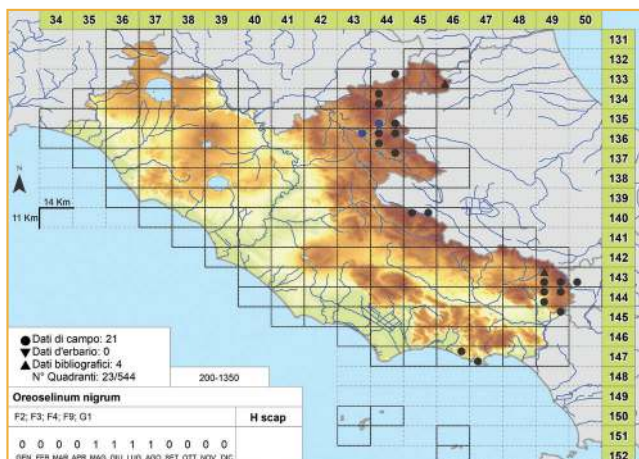 34 35 36 37 38 39 40 41 42 43 44 45 46 47 48 49 50
131
132
133
134
135
136
137
138
139
140
141
142
143
144
145
146
147
148
149
150
151
152
N
14 Km
11 Km
Dati di campo: 21
Dati d'erbario: 0
Dati bibliografici: 4
N° Quadranti: 23/544
200-1350
Oreoselinum nigrum
F2; F3; F4; F9; G1
H scap
0 0 0 0 1 1 1 1 0 0 0 0
GEN FEB MAR APR MAG GIU LUG AGO SET OTT NOV DIC